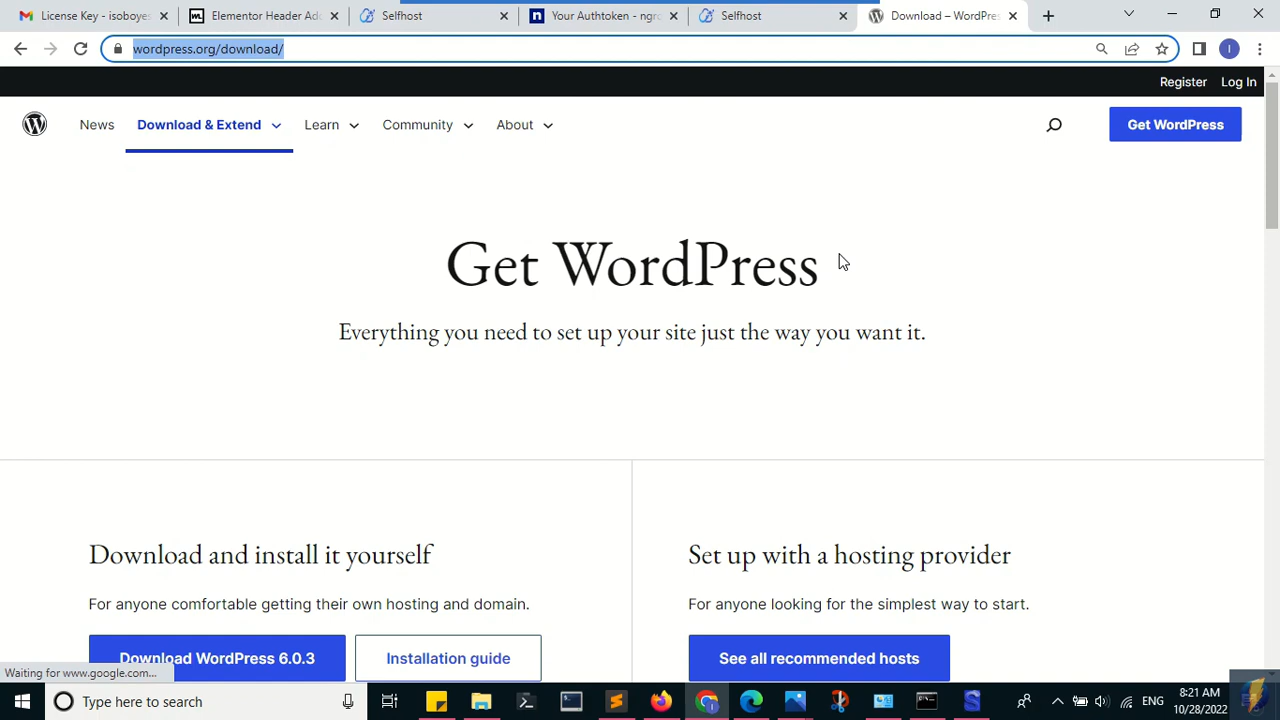 License Key - isoboyes
Elementor Header Add
Selfhost
Your Authtoken - ngro
Selfhost
Download – WordPres
wordpress.org/download/
Register
Log In
News
Download & Extend
Learn
Community
About
Get WordPress
Get WordPress
Everything you need to set up your site just the way you want it.
Download and install it yourself
For anyone comfortable getting their own hosting and domain.
Download WordPress 6.0.3
Installation guide
Set up with a hosting provider
For anyone looking for the simplest way to start.
See all recommended hosts
Waiting for www.google.com...
Type here to search
ENG
8:21 AM
10/28/2022